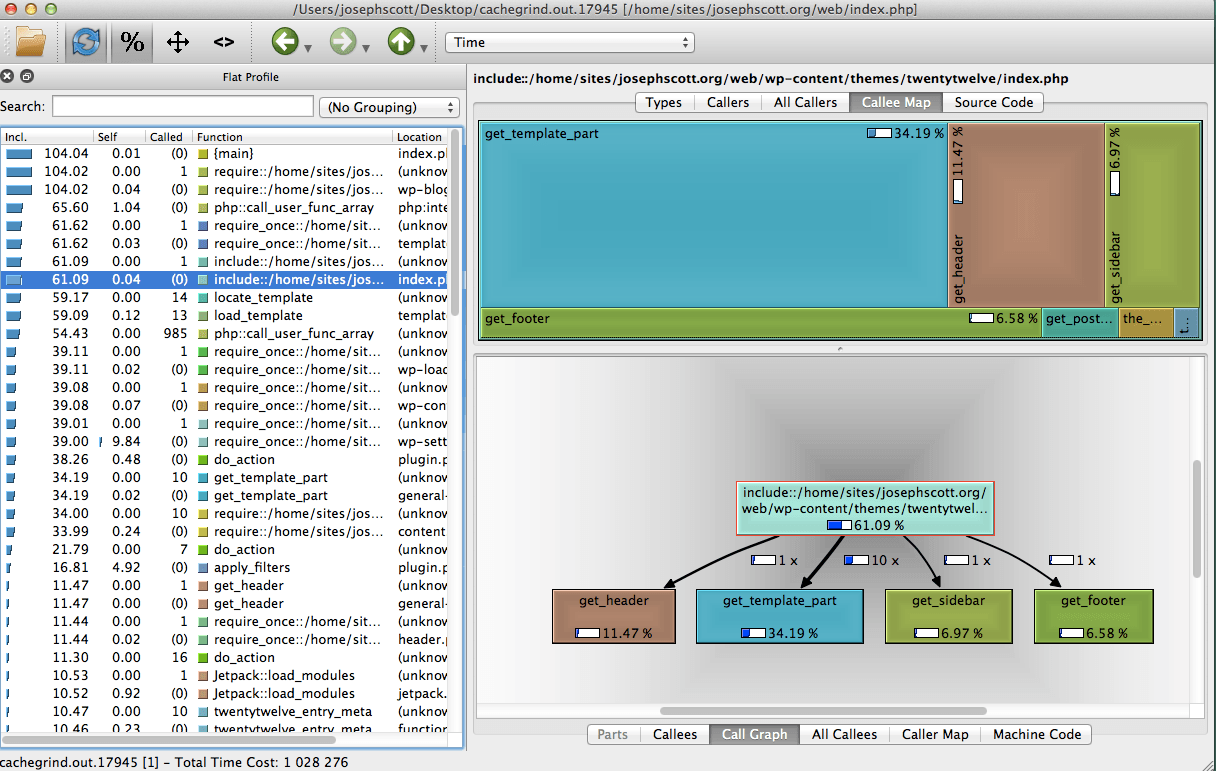 /Users/josephscott/Desktop/cachegrind.out.17945 [/home/sites/josephscott.org/web/index.php]
% <> Time
Flat Profile
Search: (No Grouping)
Incl. Self Called Function Location
104.04 0.01 (0) {main} index.pl
104.02 0.00 1 require::/home/sites/jos... (unknow
104.02 0.04 (0) require::/home/sites/jos... wp-blog
65.60 1.04 (0) php::call_user_func_array php:inte
61.62 0.00 1 require_once::/home/sit... (unknow
61.62 0.03 (0) require_once::/home/sit... templat
61.09 0.00 1 include::/home/sites/jos... (unknow
61.09 0.04 (0) include::/home/sites/jos... index.pl
59.17 0.00 14 locate_template (unknow
59.09 0.12 13 load_template templat
54.43 0.00 985 php::call_user_func_array (unknow
39.11 0.00 1 require_once::/home/sit... (unknow
39.11 0.02 (0) require_once::/home/sit... wp-loa
39.08 0.00 1 require_once::/home/sit... (unknow
39.08 0.07 (0) require_once::/home/sit... wp-con
39.01 0.00 1 require_once::/home/sit... (unknow
39.00 9.84 (0) require_once::/home/sit... wp-sett
38.26 0.48 (0) do_action plugin.p
34.19 0.00 10 get_template_part (unknow
34.19 0.02 (0) get_template_part general-
34.00 0.00 10 require::/home/sites/jos... (unknow
33.99 0.24 (0) require::/home/sites/jos... content
21.79 0.00 7 do_action (unknow
16.81 4.92 (0) apply_filters plugin.p
11.47 0.00 1 get_header (unknow
11.47 0.00 (0) get_header general-
11.44 0.00 1 require_once::/home/sit... (unknow
11.44 0.02 (0) require_once::/home/sit... header.p
11.30 0.00 16 do_action (unknow
10.53 0.00 1 Jetpack::load_modules (unknow
10.52 0.92 (0) Jetpack::load_modules jetpack.
10.47 0.00 10 twentytwelve_entry_meta (unknow
10.46 0.23 (0) twentytwelve_entry_meta function
include::/home/sites/josephscott.org/web/wp-content/themes/twentytwelve/index.php
Types Callers All Callers Callee Map Source Code
get_template_part 34.19 %
get_header 11.47 %
get_sidebar 6.97 %
get_footer 6.58 %
get_post...
the_...
t...
include::/home/sites/josephscott.org/
web/wp-content/themes/twentytwel...
61.09 %
1 x 10 x 1 x 1 x
get_header get_template_part get_sidebar get_footer
11.47 % 34.19 % 6.97 % 6.58 %
Parts Callees Call Graph All Callees Caller Map Machine Code
cachegrind.out.17945 [1] - Total Time Cost: 1 028 276